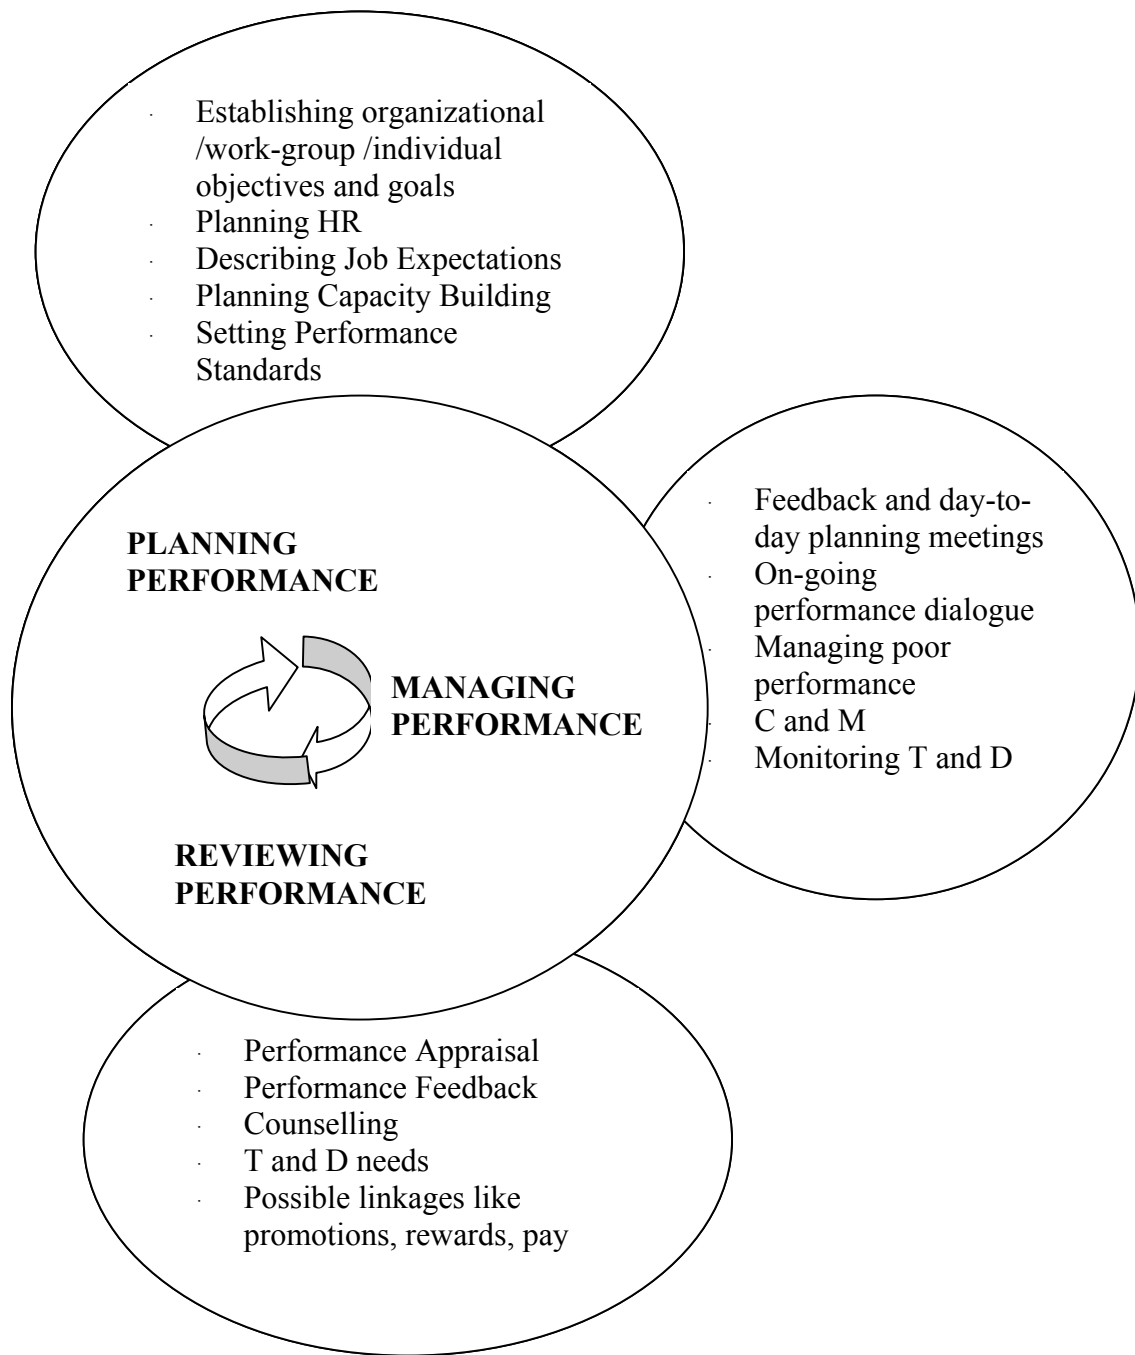 · Establishing organizational
/work-group /individual
objectives and goals
· Planning HR
· Describing Job Expectations
· Planning Capacity Building
· Setting Performance
Standards
PLANNING
PERFORMANCE
MANAGING
PERFORMANCE
REVIEWING
PERFORMANCE
· Feedback and day-to-
day planning meetings
· On-going
performance dialogue
· Managing poor
performance
· C and M
· Monitoring T and D
· Performance Appraisal
· Performance Feedback
· Counselling
· T and D needs
· Possible linkages like
promotions, rewards, pay